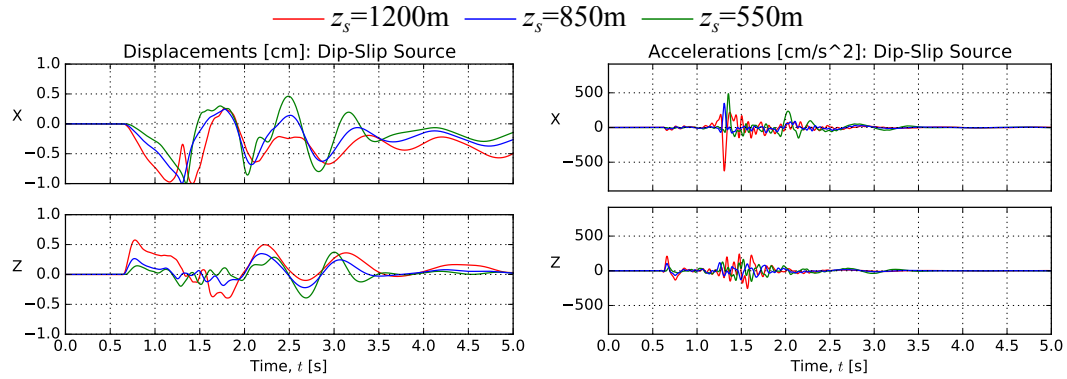 z_s=1200m z_s=850m z_s=550m
Displacements [cm]: Dip-Slip Source
1.0
0.5
X 0.0
−0.5
−1.0
1.0
0.5
Z 0.0
−0.5
−1.0
0.0 0.5 1.0 1.5 2.0 2.5 3.0 3.5 4.0 4.5 5.0
Time, t [s]
Accelerations [cm/s^2]: Dip-Slip Source
500
X 0
−500
500
Z 0
−500
0.0 0.5 1.0 1.5 2.0 2.5 3.0 3.5 4.0 4.5 5.0
Time, t [s]